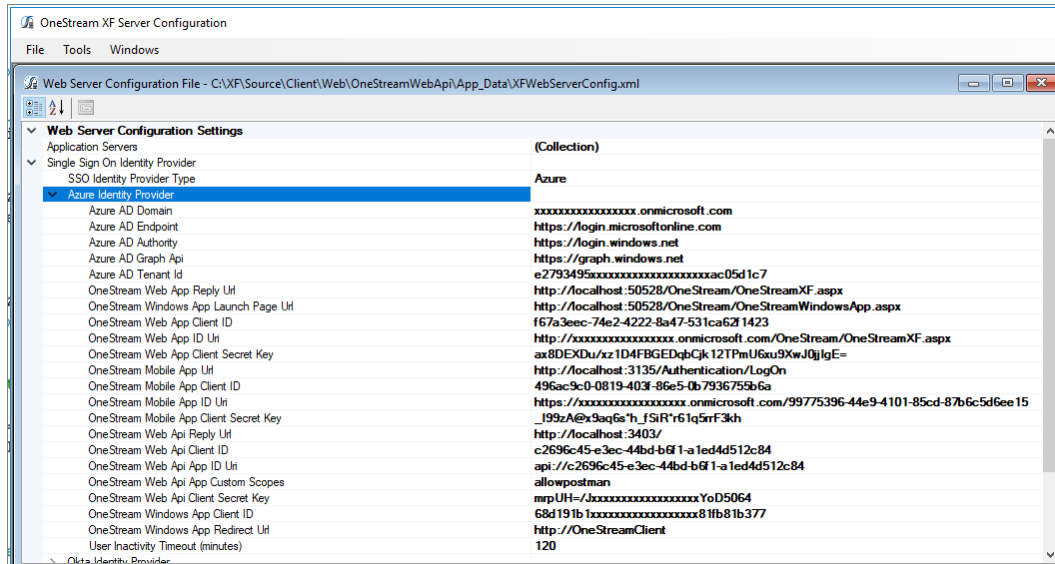 OneStream XF Server Configuration
File Tools Windows
Web Server Configuration File - C:\XF\Source\Client\Web\OneStreamWebApi\App_Data\XFWebServerConfig.xml
Web Server Configuration Settings
Application Servers (Collection)
Single Sign On Identity Provider
SSO Identity Provider Type Azure
Azure Identity Provider
Azure AD Domain xxxxxxxxxxxxxxxxx.onmicrosoft.com
Azure AD Endpoint https://login.microsoftonline.com
Azure AD Authority https://login.windows.net
Azure AD Graph Api https://graph.windows.net
Azure AD Tenant Id e2793495xxxxxxxxxxxxxxxxxxxxxac05d1c7
OneStream Web App Reply Url http://localhost:50528/OneStream/OneStreamXF.aspx
OneStream Windows App Launch Page Url http://localhost:50528/OneStream/OneStreamWindowsApp.aspx
OneStream Web App Client ID f67a3eec-74e2-4222-8a47-531ca62f1423
OneStream Web App ID Uri http://xxxxxxxxxxxxxxxxx.onmicrosoft.com/OneStream/OneStreamXF.aspx
OneStream Web App Client Secret Key ax8DEXDu/xz1D4FBGEDqbCjk12TPmU6xu9XwJ0jjlgE=
OneStream Mobile App Url http://localhost:3135/Authentication/LogOn
OneStream Mobile App Client ID 496ac9c0-0819-403f-86e5-0b7936755b6a
OneStream Mobile App ID Uri https://xxxxxxxxxxxxxxxxxx.onmicrosoft.com/99775396-44e9-4101-85cd-87b6c5d6ee15
OneStream Mobile App Client Secret Key _l99zA@x9aq6s*h_fSiR*r61q5rrF3kh
OneStream Web Api Reply Url http://localhost:3403/
OneStream Web Api Client ID c2696c45-e3ec-44bd-b6f1-a1ed4d512c84
OneStream Web Api App ID Uri api://c2696c45-e3ec-44bd-b6f1-a1ed4d512c84
OneStream Web Api App Custom Scopes allowpostman
OneStream Web Api Client Secret Key mrpUH=/JxxxxxxxxxxxxxxxxxxYoD5064
OneStream Windows App Client ID 68d191b1xxxxxxxxxxxxxxxxxx81fb81b377
OneStream Windows App Redirect Url http://OneStreamClient
User Inactivity Timeout (minutes) 120
Okta Identity Provider